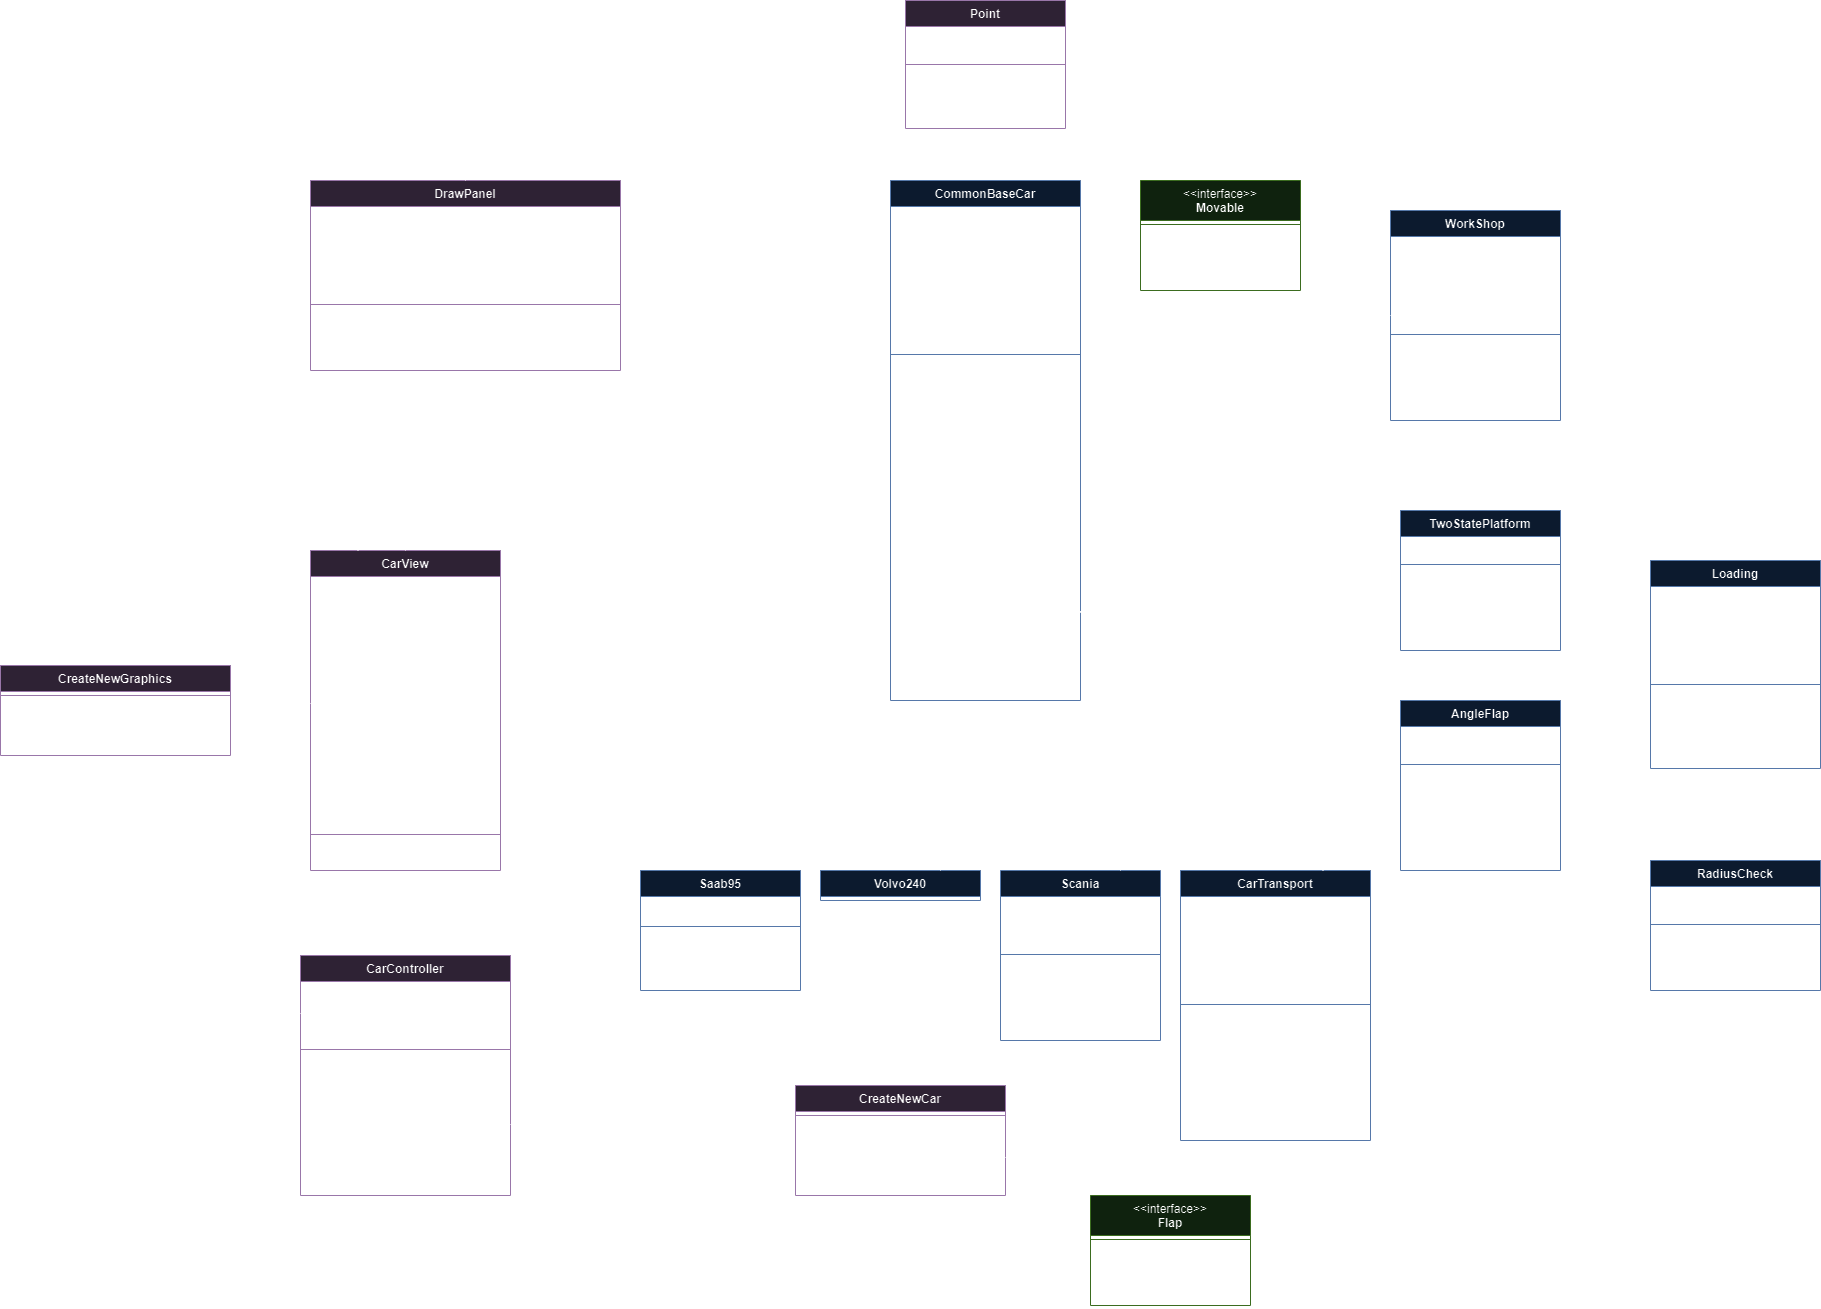 Point
DrawPanel
CommonBaseCar
<<interface>>
Movable
WorkShop
TwoStatePlatform
CarView
Loading
CreateNewGraphics
AngleFlap
RadiusCheck
Saab95
Volvo240
Scania
CarTransport
CarController
CreateNewCar
<<interface>>
Flap